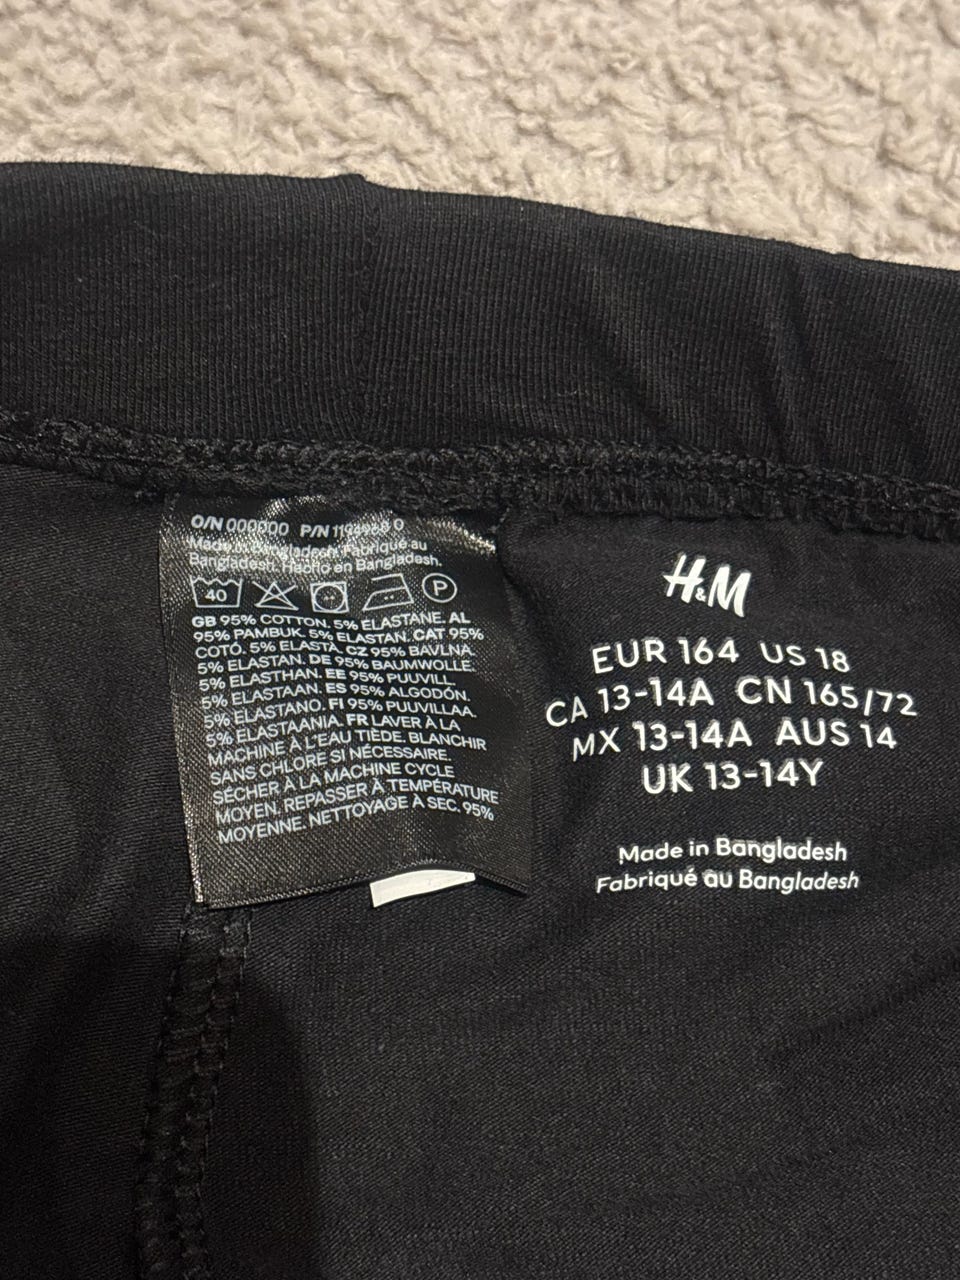 O/N 000000 P/N
Made in Bangladesh. Fabriqué au
Bangladesh. Hecho en Bangladesh.
40
P
GB 95% COTTON. 5% ELASTANE. AL
95% PAMBUK. 5% ELASTAN. CAT 95%
COTÓ. 5% ELASTÀ. CZ 95% BAVLNA.
5% ELASTAN. DE 95% BAUMWOLLE.
5% ELASTHAN. EE 95% PUUVILL.
5% ELASTAAN. ES 95% ALGODÓN.
5% ELASTANO. FI 95% PUUVILLAA.
5% ELASTAANIA. FR LAVER À LA
MACHINE À L'EAU TIÈDE. BLANCHIR
SANS CHLORE SI NÉCESSAIRE.
SÉCHER À LA MACHINE CYCLE
MOYEN. REPASSER À TEMPÉRATURE
MOYENNE. NETTOYAGE À SEC. 95%
H&M
EUR 164 US 18
CA 13-14A CN 165/72
MX 13-14A AUS 14
UK 13-14Y
Made in Bangladesh
Fabriqué au Bangladesh